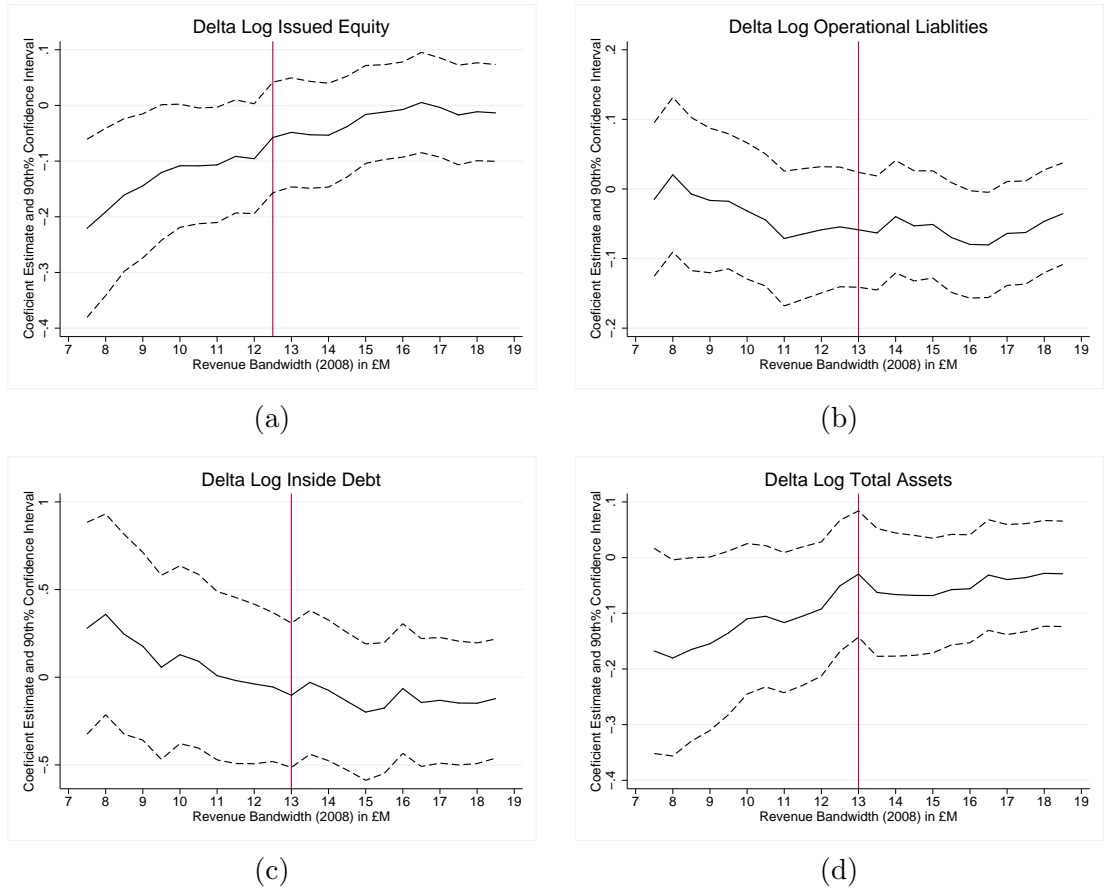 Delta Log Issued Equity
Coeficient Estimate and 90th% Confidence Interval
.1
0
-.1
-.2
-.3
-.4
7 8 9 10 11 12 13 14 15 16 17 18 19
Revenue Bandwidth (2008) in £M
(a)
Delta Log Operational Liablities
Coeficient Estimate and 90th% Confidence Interval
.2
.1
0
-.1
-.2
7 8 9 10 11 12 13 14 15 16 17 18 19
Revenue Bandwidth (2008) in £M
(b)
Delta Log Inside Debt
Coeficient Estimate and 90th% Confidence Interval
1
.5
0
-.5
7 8 9 10 11 12 13 14 15 16 17 18 19
Revenue Bandwidth (2008) in £M
(c)
Delta Log Total Assets
Coeficient Estimate and 90th% Confidence Interval
.1
0
-.1
-.2
-.3
-.4
7 8 9 10 11 12 13 14 15 16 17 18 19
Revenue Bandwidth (2008) in £M
(d)